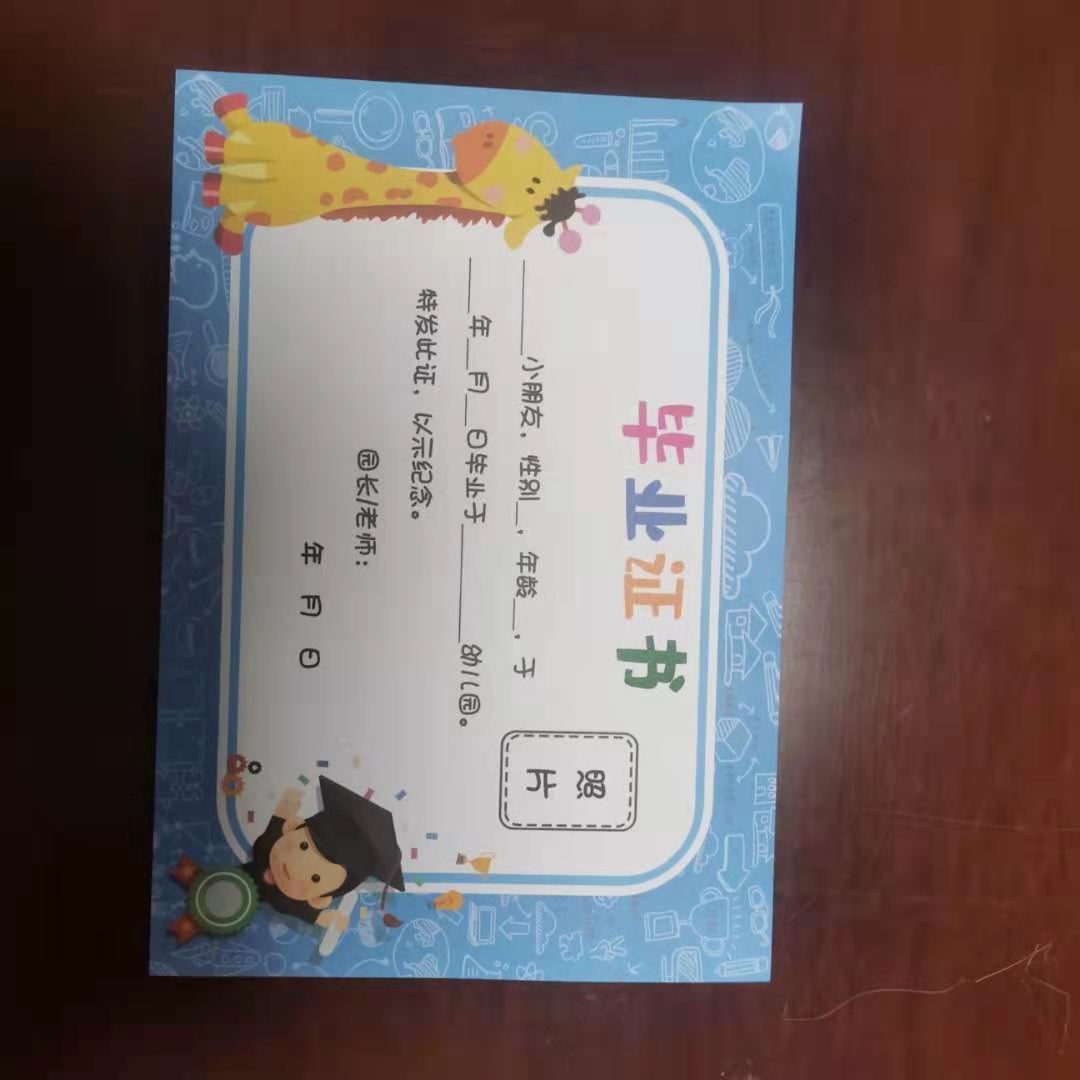 毕业证书
照片
______小朋友，性别__，年龄__，于
____年__月__日毕业于________幼儿园。
特发此证，以示纪念。
园长/老师：
年 月 日